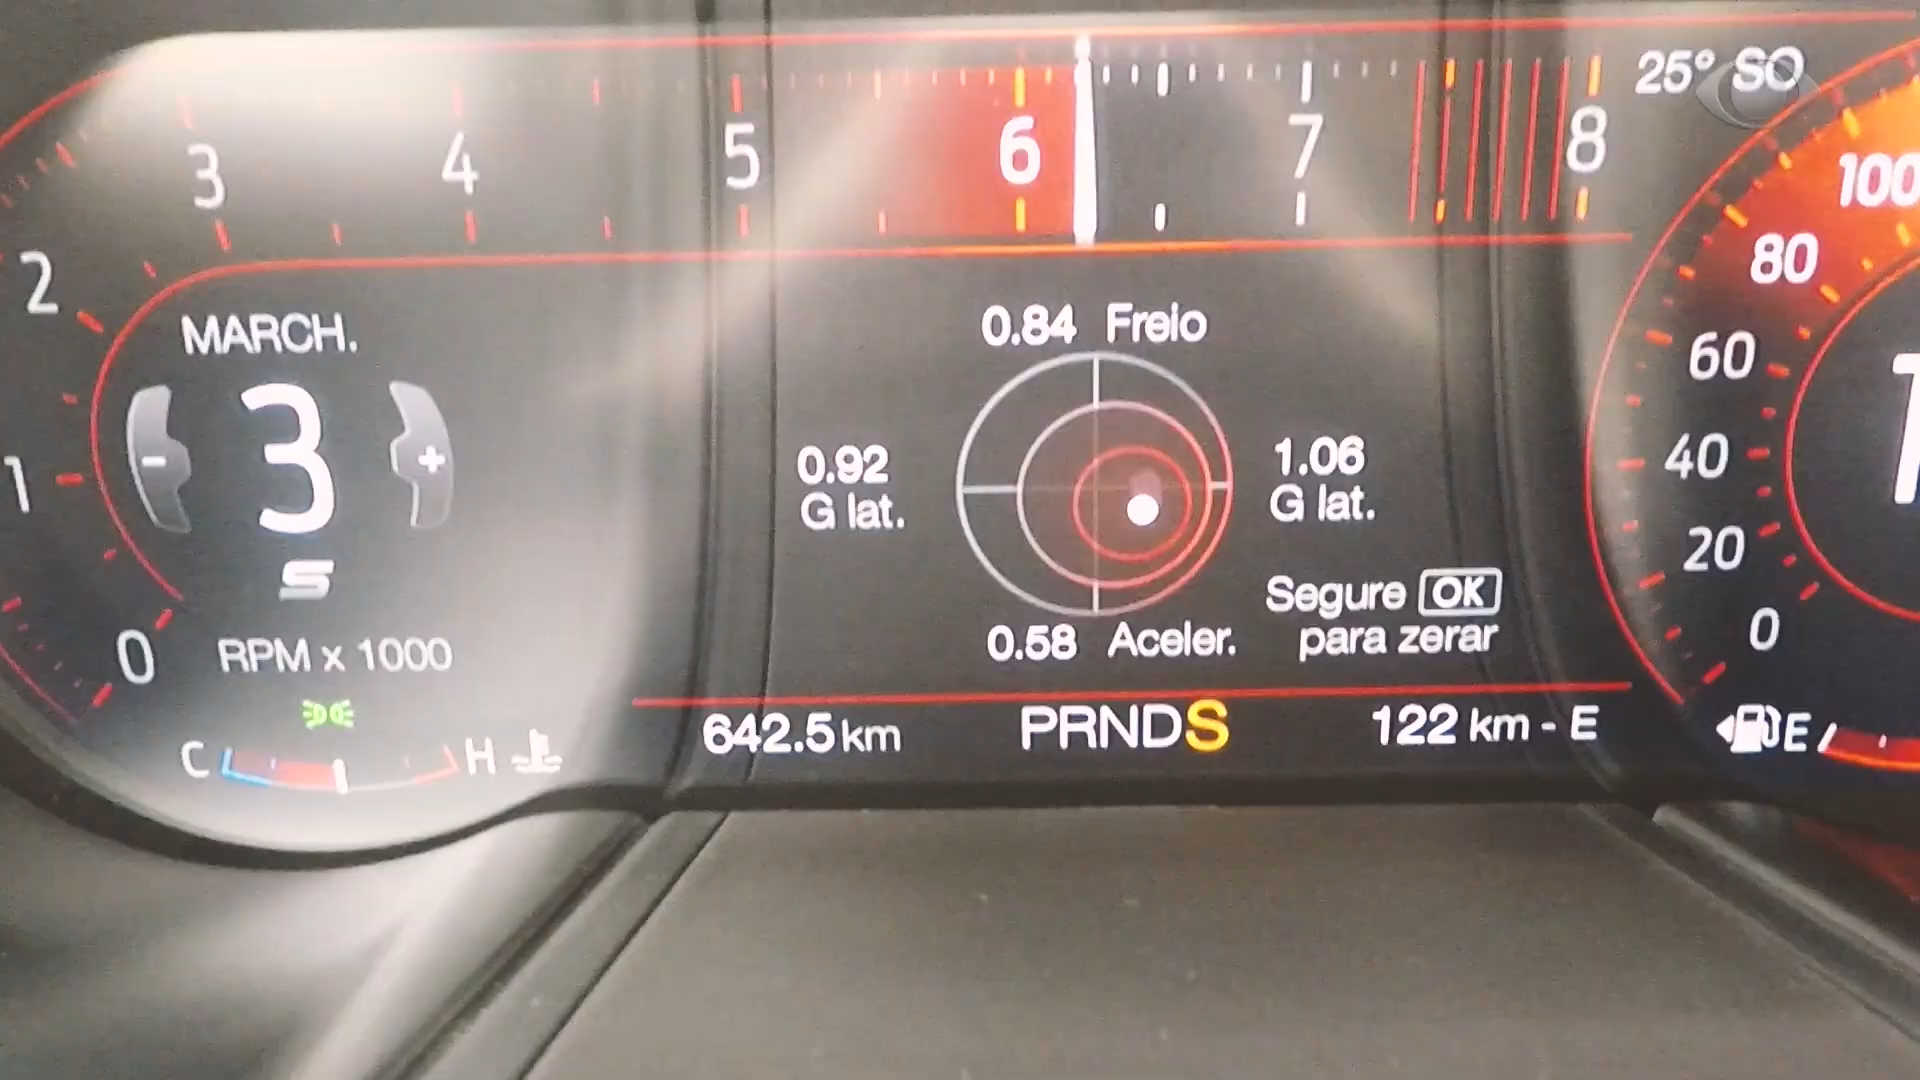 25° SO
0 1 2 3 4 5 6 7 8
MARCH.
- 3 +
S
RPM x 1000
C H
0.84 Freio
0.92
G lat.
1.06
G lat.
0.58 Aceler.
Segure OK
para zerar
642.5 km
PRNDS
122 km - E
100
80
60
40
20
0
E